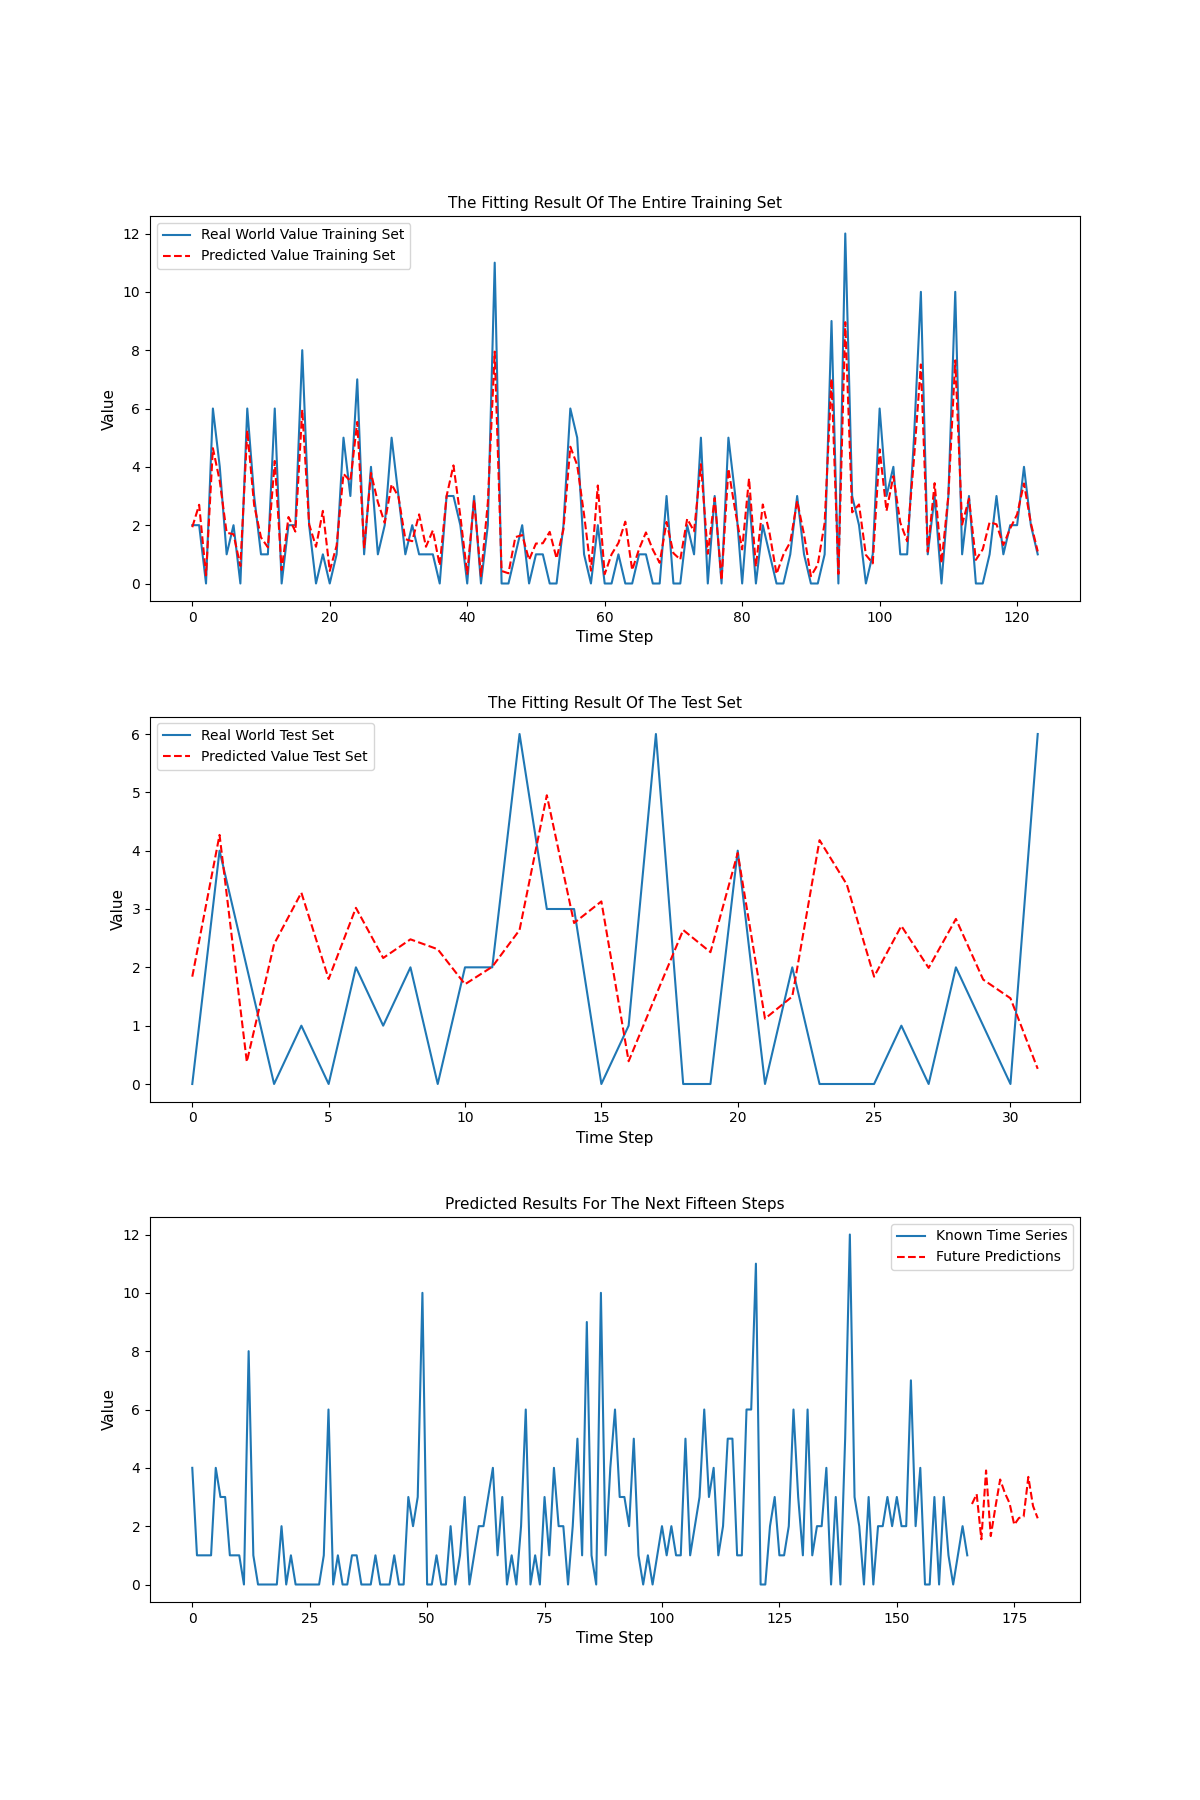 The Fitting Result Of The Entire Training Set
Real World Value Training Set
Predicted Value Training Set
12
10
8
6
4
2
0
Value
0 20 40 60 80 100 120
Time Step
The Fitting Result Of The Test Set
Real World Test Set
Predicted Value Test Set
6
5
4
3
2
1
0
Value
0 5 10 15 20 25 30
Time Step
Predicted Results For The Next Fifteen Steps
Known Time Series
Future Predictions
12
10
8
6
4
2
0
Value
0 25 50 75 100 125 150 175
Time Step